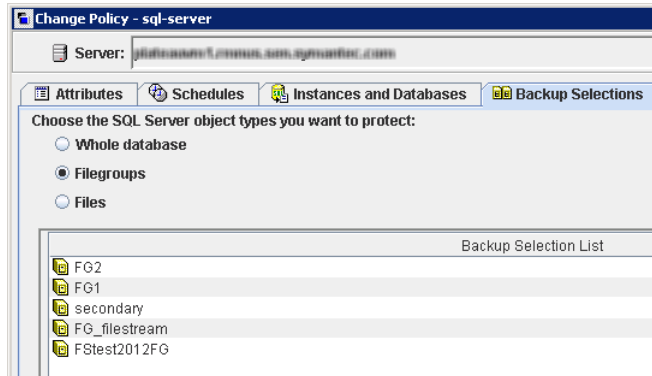 Change Policy - sql-server
Server:
Attributes Schedules Instances and Databases Backup Selections
Choose the SQL Server object types you want to protect:
Whole database
Filegroups
Files
Backup Selection List
FG2
FG1
secondary
FG_filestream
FStest2012FG